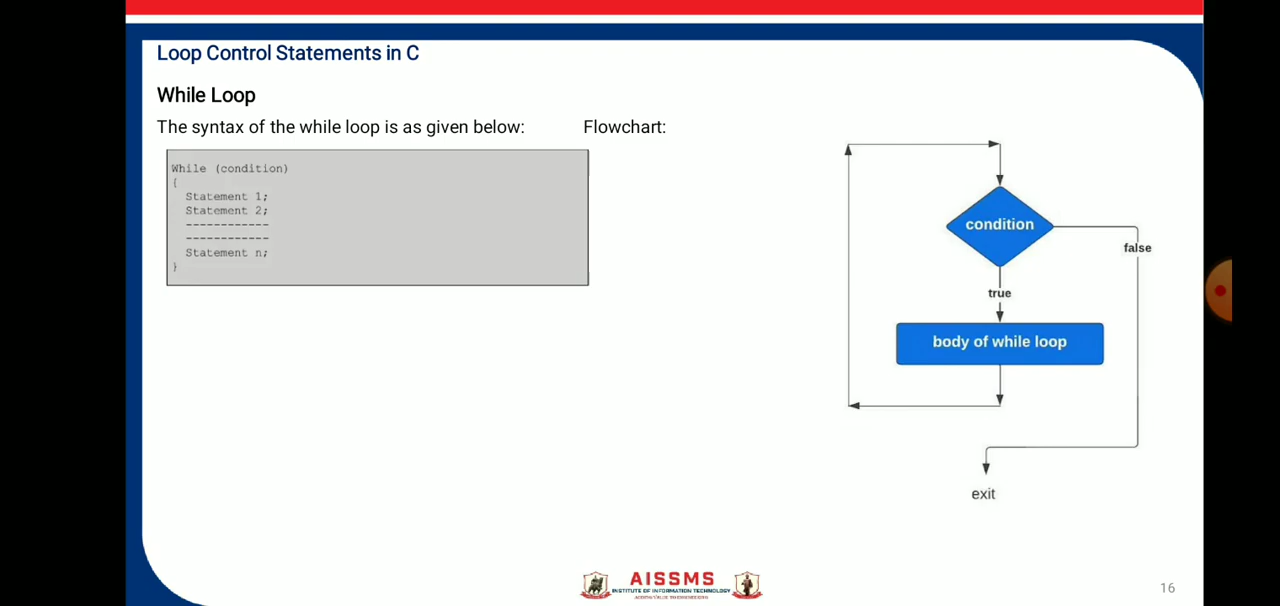 Loop Control Statements in C
While Loop
The syntax of the while loop is as given below:
Flowchart:
While (condition)
{
Statement 1;
Statement 2;
------------
------------
Statement n;
}
condition
false
true
body of while loop
exit
AISSMS
INSTITUTE OF INFORMATION TECHNOLOGY
16